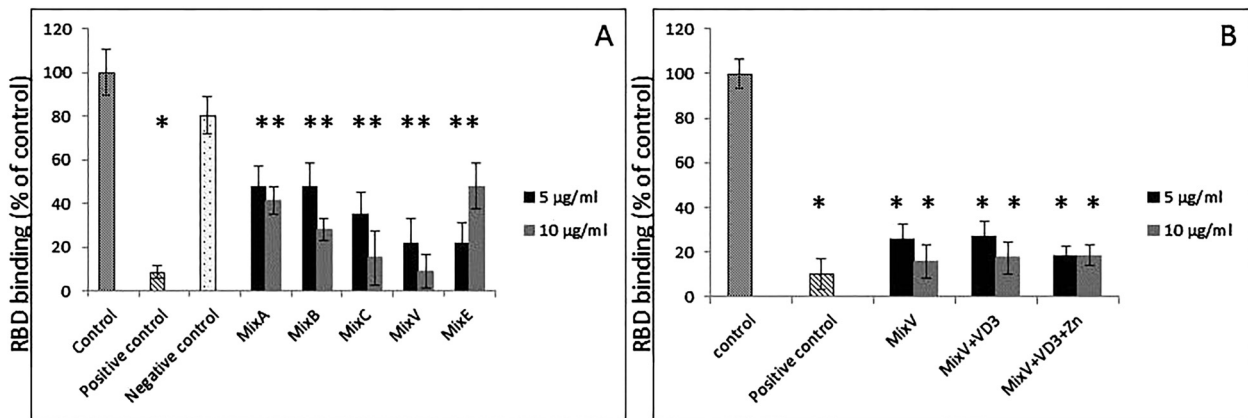 A
RBD binding (% of control)
120
100
80
60
40
20
0
* ** ** ** ** **
Control
Positive control
Negative control
MixA
MixB
MixC
MixV
MixE
5 µg/ml
10 µg/ml
B
RBD binding (% of control)
120
100
80
60
40
20
0
* * * * * * *
control
Positive control
MixV
MixV+VD3
MixV+VD3+Zn
5 µg/ml
10 µg/ml